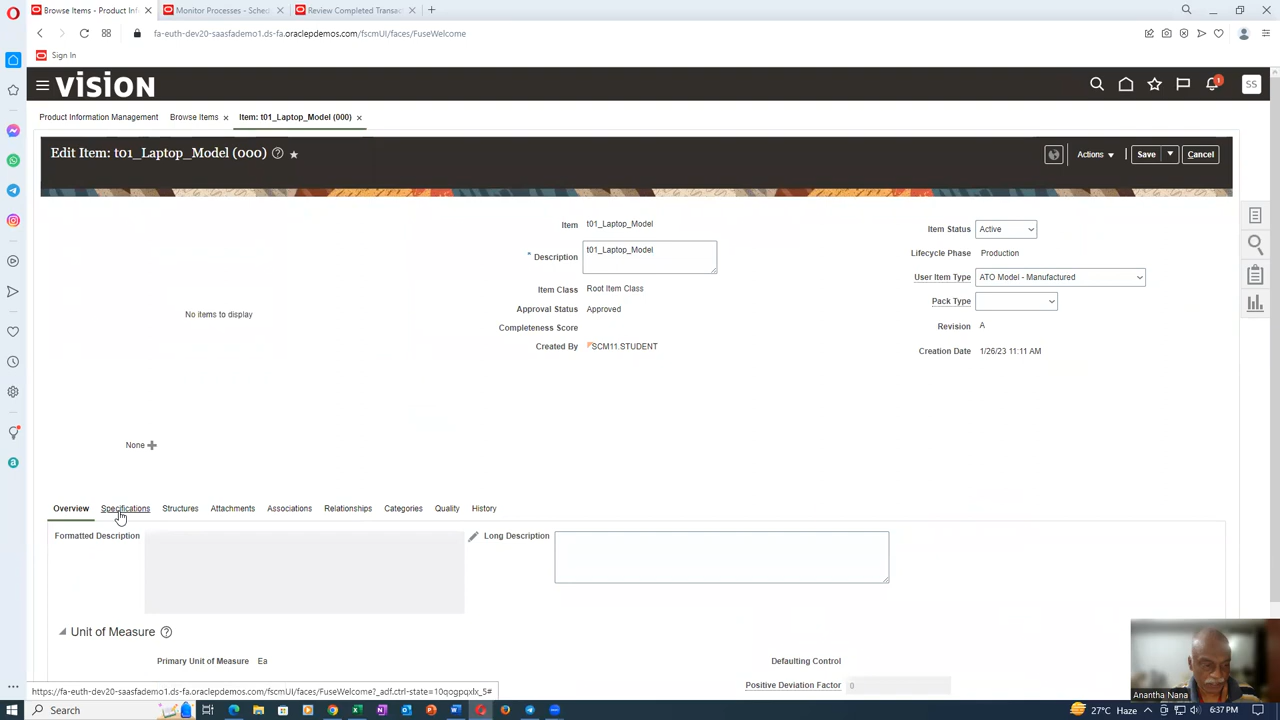 Browse Items - Product Inf
Manage Processes - Sched
Review Completed Transac
fa-euth-dev20-saasfademo1.ds-fa.oraclepdemos.com/fscmUI/faces/FuseWelcome
Sign In
VISION
1
SS
Product Information Management
Browse Items
Item: t01_Laptop_Model (000)
Edit Item: t01_Laptop_Model (000)
Actions
Save
Cancel
Item t01_Laptop_Model
Item Status Active
Description t01_Laptop_Model
Lifecycle Phase Production
User Item Type ATO Model - Manufactured
Item Class Root Item Class
Pack Type
No items to display
Approval Status Approved
Completeness Score
Revision A
Created By SCM11.STUDENT
Creation Date 1/26/23 11:11 AM
None
Overview Specifications Structures Attachments Associations Relationships Categories Quality History
Formatted Description
Long Description
Unit of Measure
Primary Unit of Measure Ea
Defaulting Control
Positive Deviation Factor 0
https://fa-euth-dev20-saasfademo1.ds-fa.oraclepdemos.com/fscmUI/faces/FuseWelcome?_adf.ctrl-state=10qogpqxlx_5#
Anantha Nana
Search
27°C Haze
6:37 PM